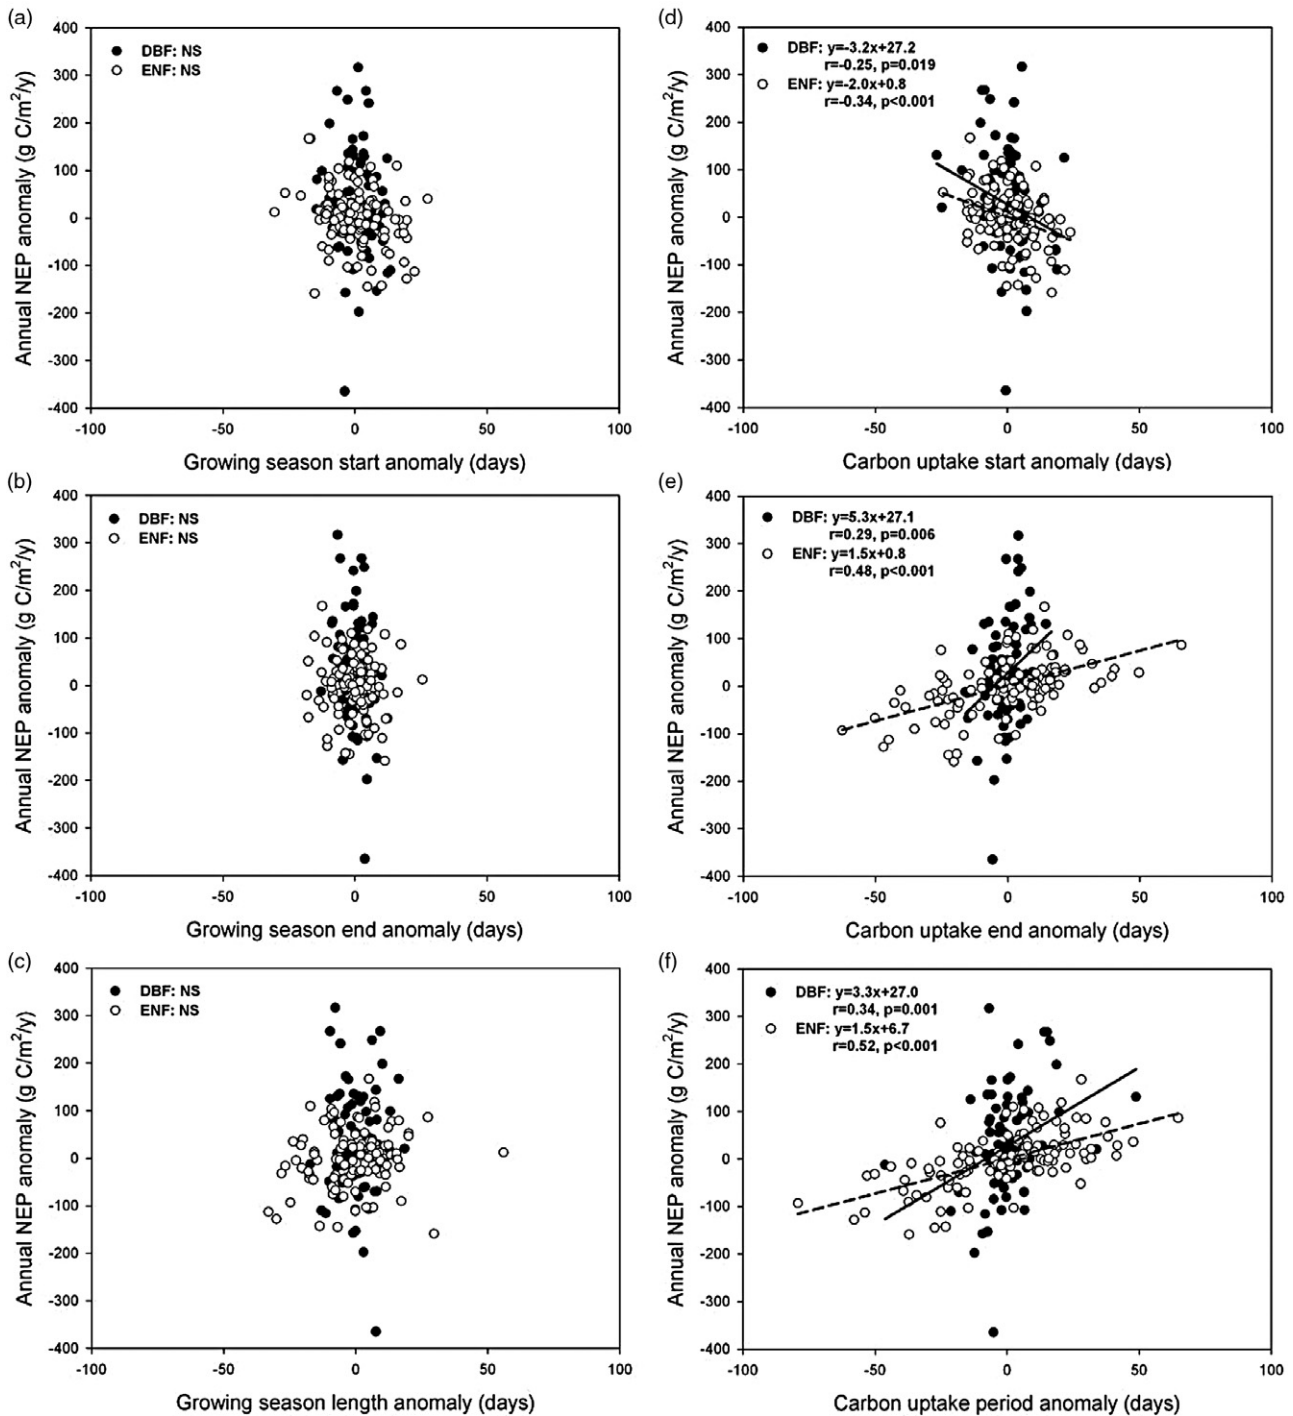 (a)
400
300
200
100
0
-100
-200
-300
-400
Annual NEP anomaly (g C/m²/y)
DBF: NS
ENF: NS
-100 -50 0 50 100
Growing season start anomaly (days)
(d)
400
300
200
100
0
-100
-200
-300
-400
Annual NEP anomaly (g C/m²/y)
DBF: y=-3.2x+27.2
r=-0.25, p=0.019
ENF: y=-2.0x+0.8
r=-0.34, p<0.001
-100 -50 0 50 100
Carbon uptake start anomaly (days)
(b)
400
300
200
100
0
-100
-200
-300
-400
Annual NEP anomaly (g C/m²/y)
DBF: NS
ENF: NS
-100 -50 0 50 100
Growing season end anomaly (days)
(e)
400
300
200
100
0
-100
-200
-300
-400
Annual NEP anomaly (g C/m²/y)
DBF: y=5.3x+27.1
r=0.29, p=0.006
ENF: y=1.5x+0.8
r=0.48, p<0.001
-100 -50 0 50 100
Carbon uptake end anomaly (days)
(c)
400
300
200
100
0
-100
-200
-300
-400
Annual NEP anomaly (g C/m²/y)
DBF: NS
ENF: NS
-100 -50 0 50 100
Growing season length anomaly (days)
(f)
400
300
200
100
0
-100
-200
-300
-400
Annual NEP anomaly (g C/m²/y)
DBF: y=3.3x+27.0
r=0.34, p=0.001
ENF: y=1.5x+6.7
r=0.52, p<0.001
-100 -50 0 50 100
Carbon uptake period anomaly (days)